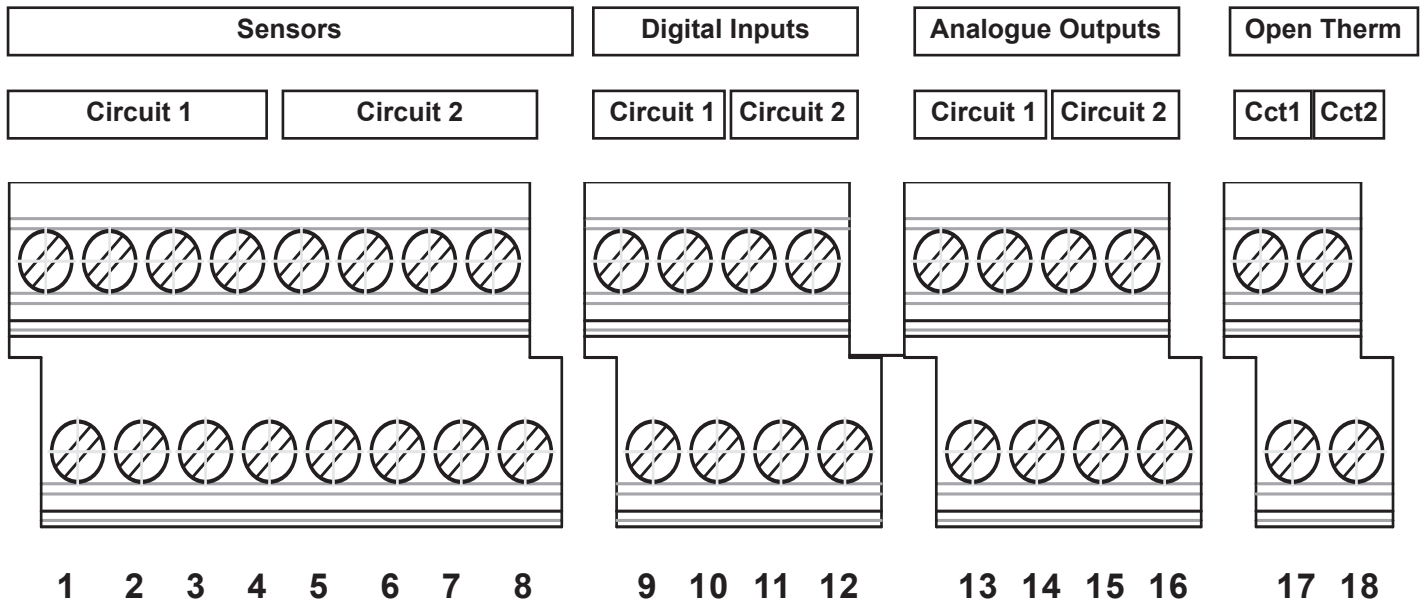 Sensors Digital Inputs Analogue Outputs Open Therm
Circuit 1 Circuit 2 Circuit 1 Circuit 2 Circuit 1 Circuit 2 Cct1 Cct2
1 2 3 4 5 6 7 8 9 10 11 12 13 14 15 16 17 18